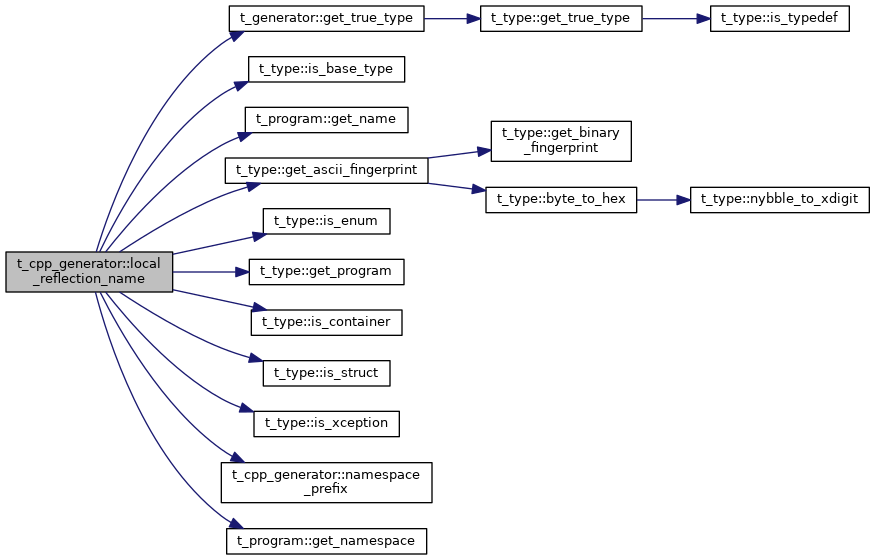 t_generator::get_true_type
t_type::get_true_type
t_type::is_typedef
t_type::is_base_type
t_program::get_name
t_type::get_binary
_fingerprint
t_type::get_ascii_fingerprint
t_type::byte_to_hex
t_type::nybble_to_xdigit
t_type::is_enum
t_cpp_generator::local
_reflection_name
t_type::get_program
t_type::is_container
t_type::is_struct
t_type::is_xception
t_cpp_generator::namespace
_prefix
t_program::get_namespace